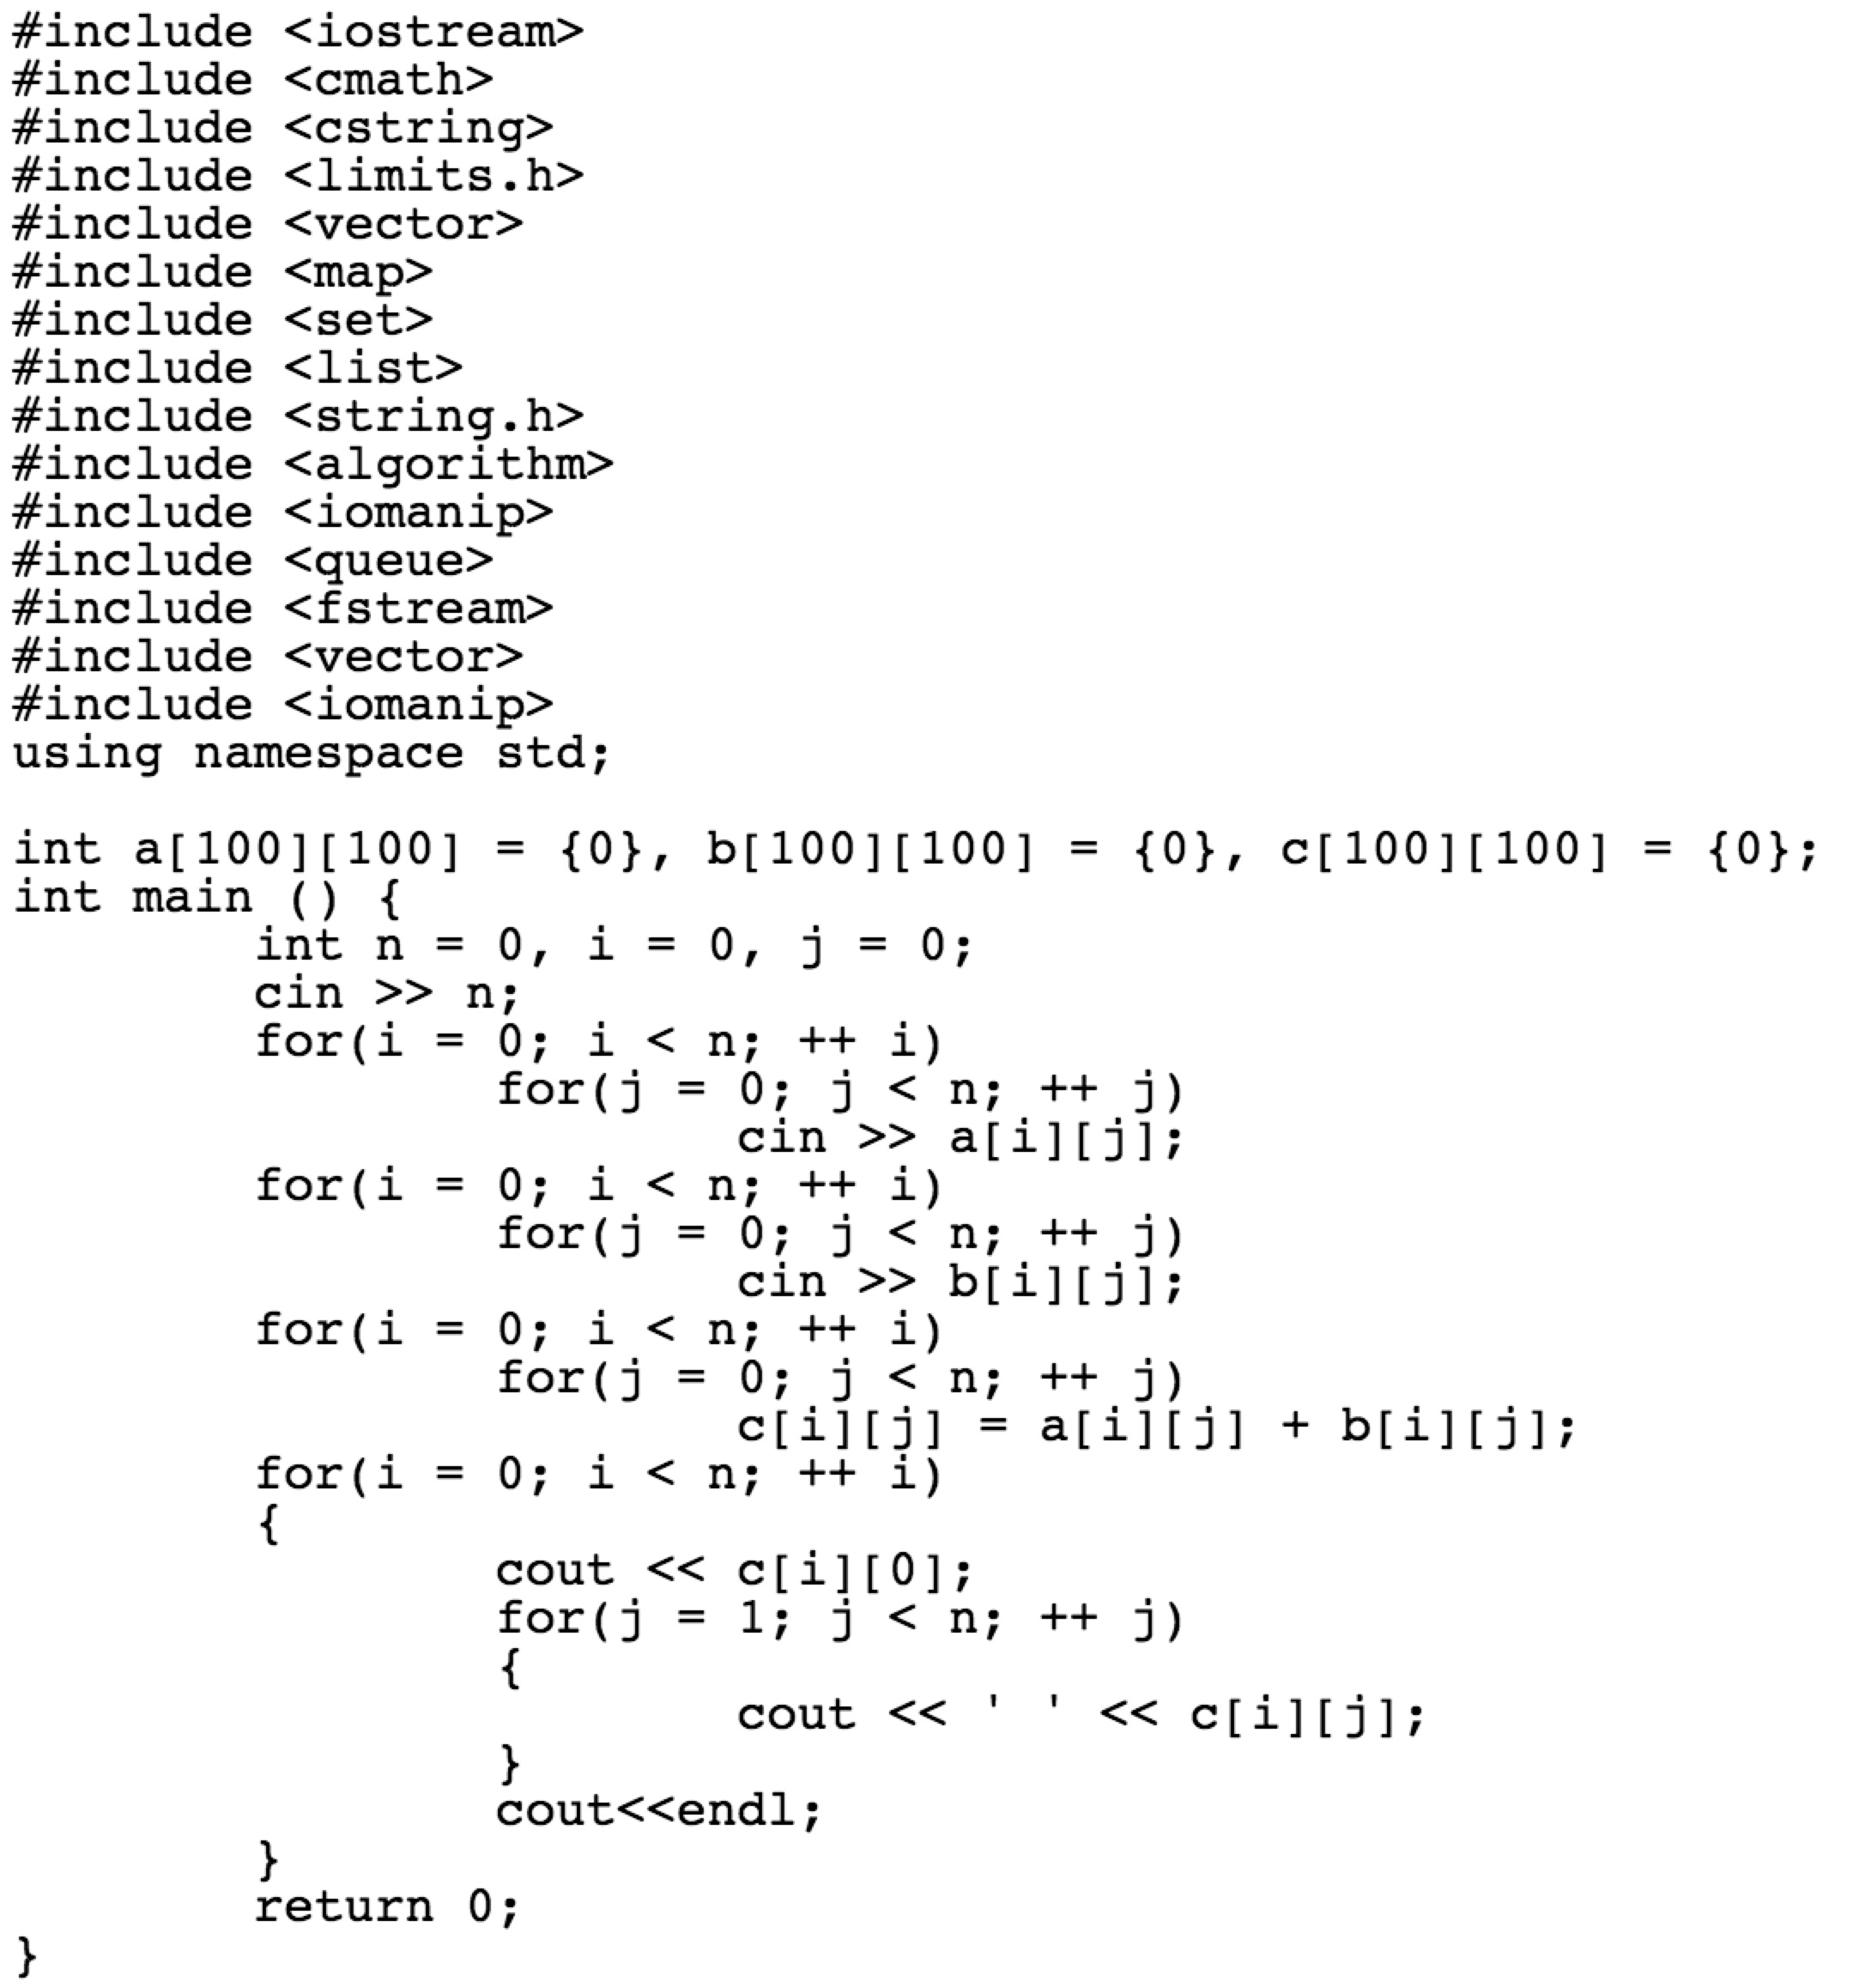 #include <iostream>
#include <cmath>
#include <cstring>
#include <limits.h>
#include <vector>
#include <map>
#include <set>
#include <list>
#include <string.h>
#include <algorithm>
#include <iomanip>
#include <queue>
#include <fstream>
#include <vector>
#include <iomanip>
using namespace std;

int a[100][100] = {0}, b[100][100] = {0}, c[100][100] = {0};
int main () {
        int n = 0, i = 0, j = 0;
        cin >> n;
        for(i = 0; i < n; ++ i)
                for(j = 0; j < n; ++ j)
                        cin >> a[i][j];
        for(i = 0; i < n; ++ i)
                for(j = 0; j < n; ++ j)
                        cin >> b[i][j];
        for(i = 0; i < n; ++ i)
                for(j = 0; j < n; ++ j)
                        c[i][j] = a[i][j] + b[i][j];
        for(i = 0; i < n; ++ i)
        {
                cout << c[i][0];
                for(j = 1; j < n; ++ j)
                {
                        cout << ' ' << c[i][j];
                }
                cout<<endl;
        }
        return 0;
}